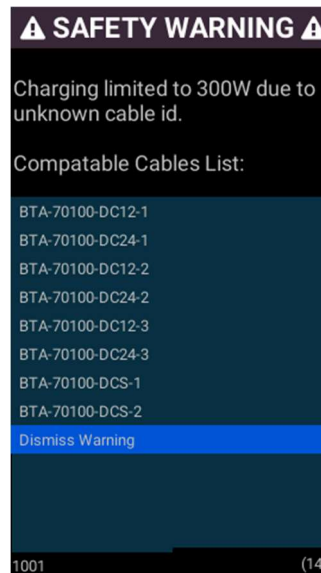 ⚠ SAFETY WARNING ⚠
Charging limited to 300W due to
unknown cable id.
Compatable Cables List:
BTA-70100-DC12-1
BTA-70100-DC24-1
BTA-70100-DC12-2
BTA-70100-DC24-2
BTA-70100-DC12-3
BTA-70100-DC24-3
BTA-70100-DCS-1
BTA-70100-DCS-2
Dismiss Warning
1001 (14